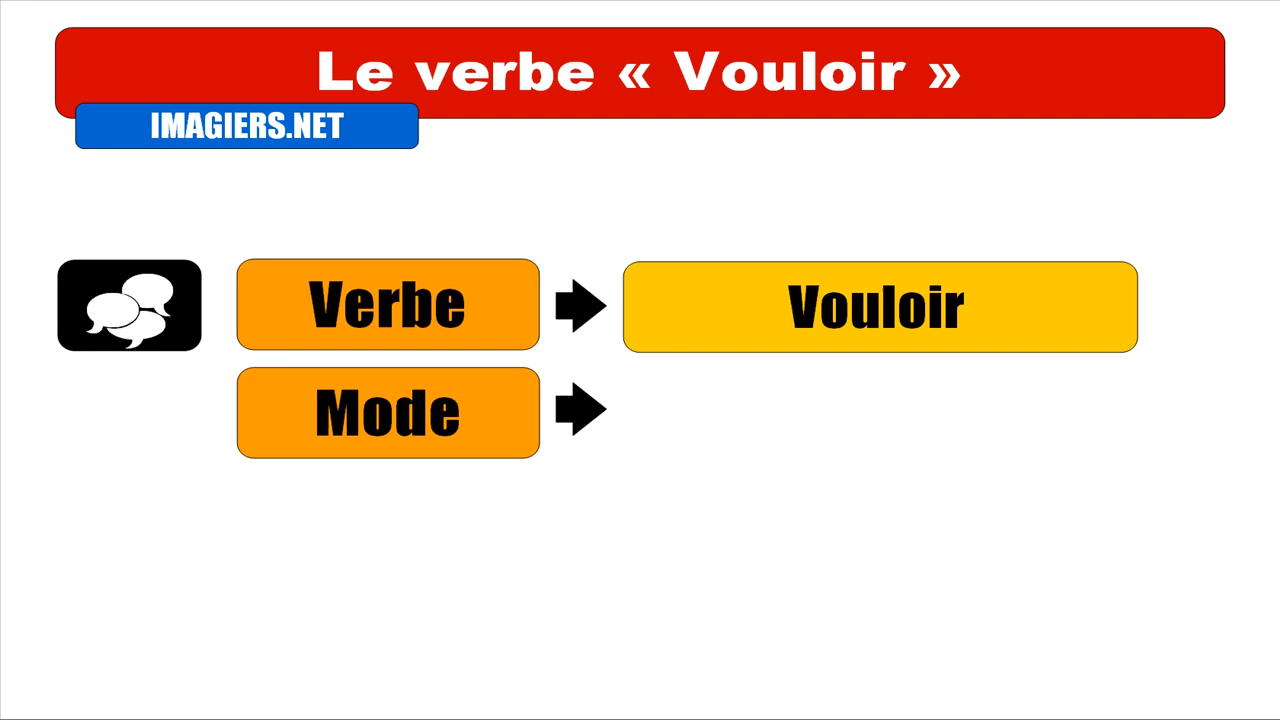 Le verbe « Vouloir »
IMAGIERS.NET
Verbe
Vouloir
Mode